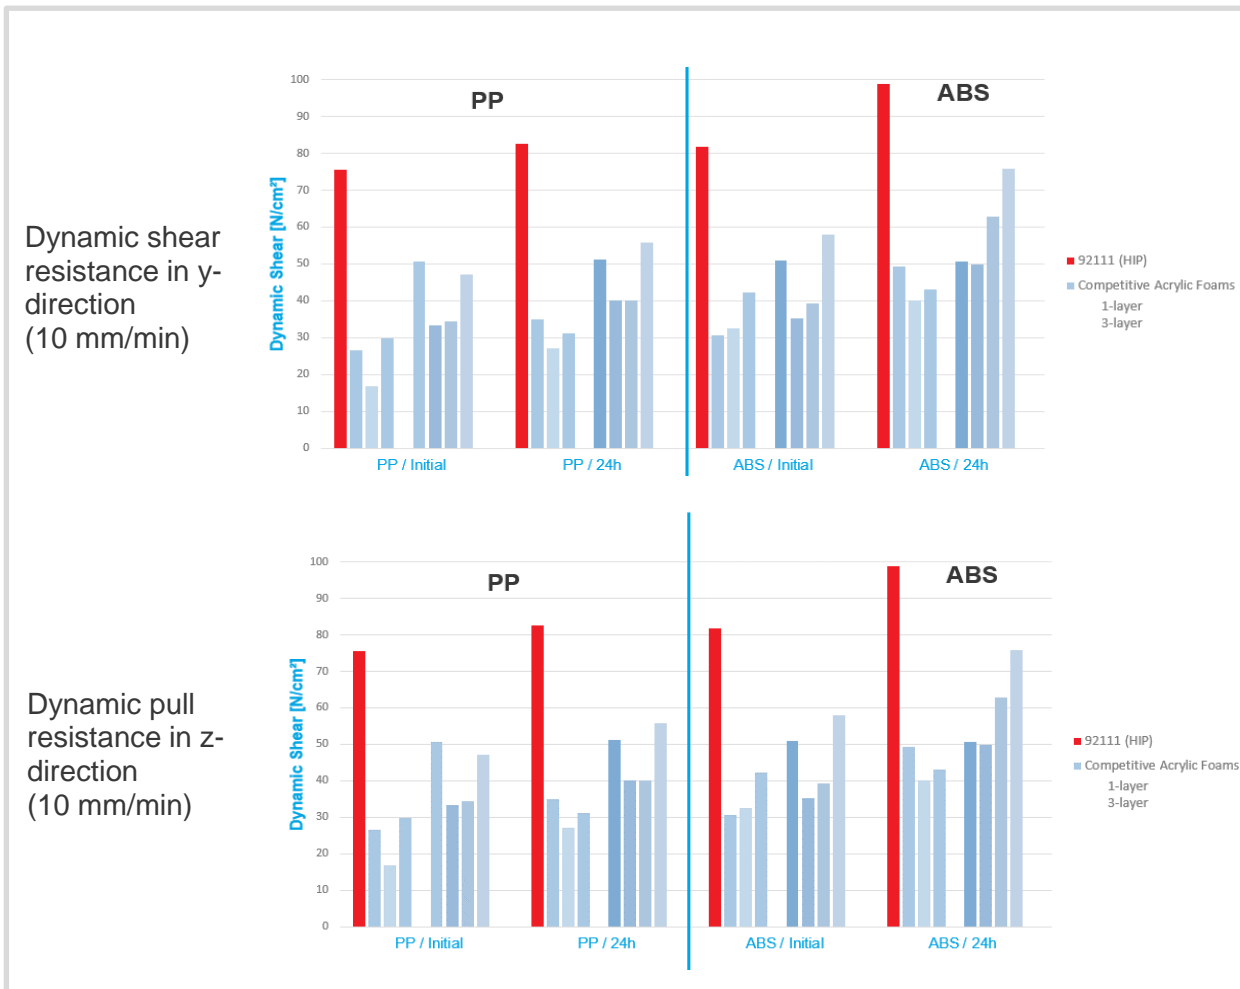 Dynamic shear
resistance in y-
direction
(10 mm/min)
Dynamic Shear [N/cm²]
100
90
80
70
60
50
40
30
20
10
0
PP
ABS
PP / Initial
PP / 24h
ABS / Initial
ABS / 24h
92111 (HIP)
Competitive Acrylic Foams
1-layer
3-layer
Dynamic pull
resistance in z-
direction
(10 mm/min)
Dynamic Shear [N/cm²]
100
90
80
70
60
50
40
30
20
10
0
PP
ABS
PP / Initial
PP / 24h
ABS / Initial
ABS / 24h
92111 (HIP)
Competitive Acrylic Foams
1-layer
3-layer